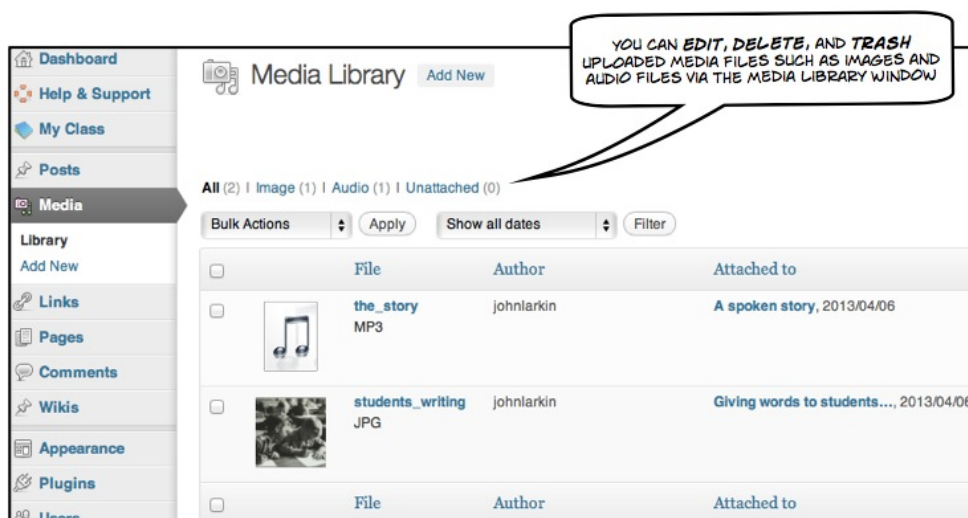 YOU CAN EDIT, DELETE, AND TRASH
UPLOADED MEDIA FILES SUCH AS IMAGES AND
AUDIO FILES VIA THE MEDIA LIBRARY WINDOW
Dashboard
Help & Support
My Class
Posts
Media
Library
Add New
Links
Pages
Comments
Wikis
Appearance
Plugins
Users
Media Library Add New
All (2) | Image (1) | Audio (1) | Unattached (0)
Bulk Actions Apply Show all dates Filter
File Author Attached to
the_story johnlarkin A spoken story, 2013/04/06
MP3
students_writing johnlarkin Giving words to students..., 2013/04/06
JPG
File Author Attached to